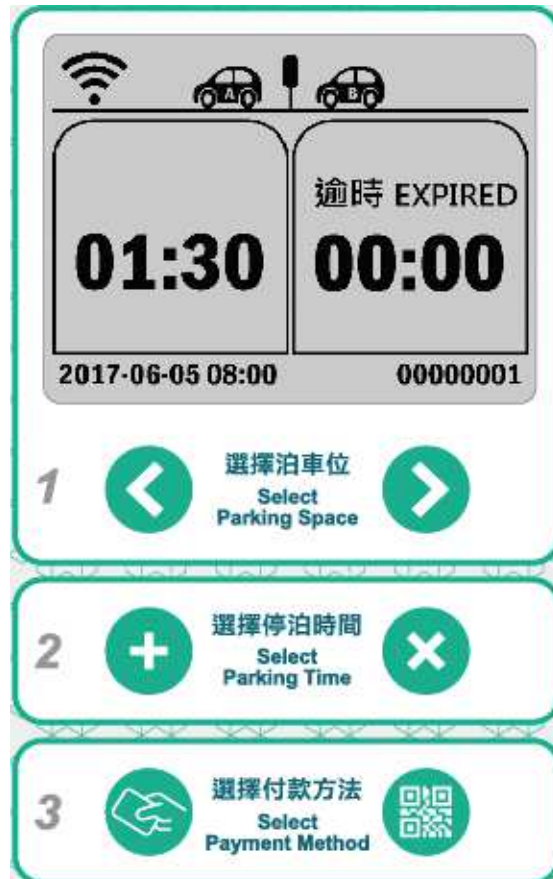 A
B
逾時 EXPIRED
01:30
00:00
2017-06-05 08:00
00000001
1
選擇泊車位
Select
Parking Space
2
選擇停泊時間
Select
Parking Time
3
選擇付款方法
Select
Payment Method